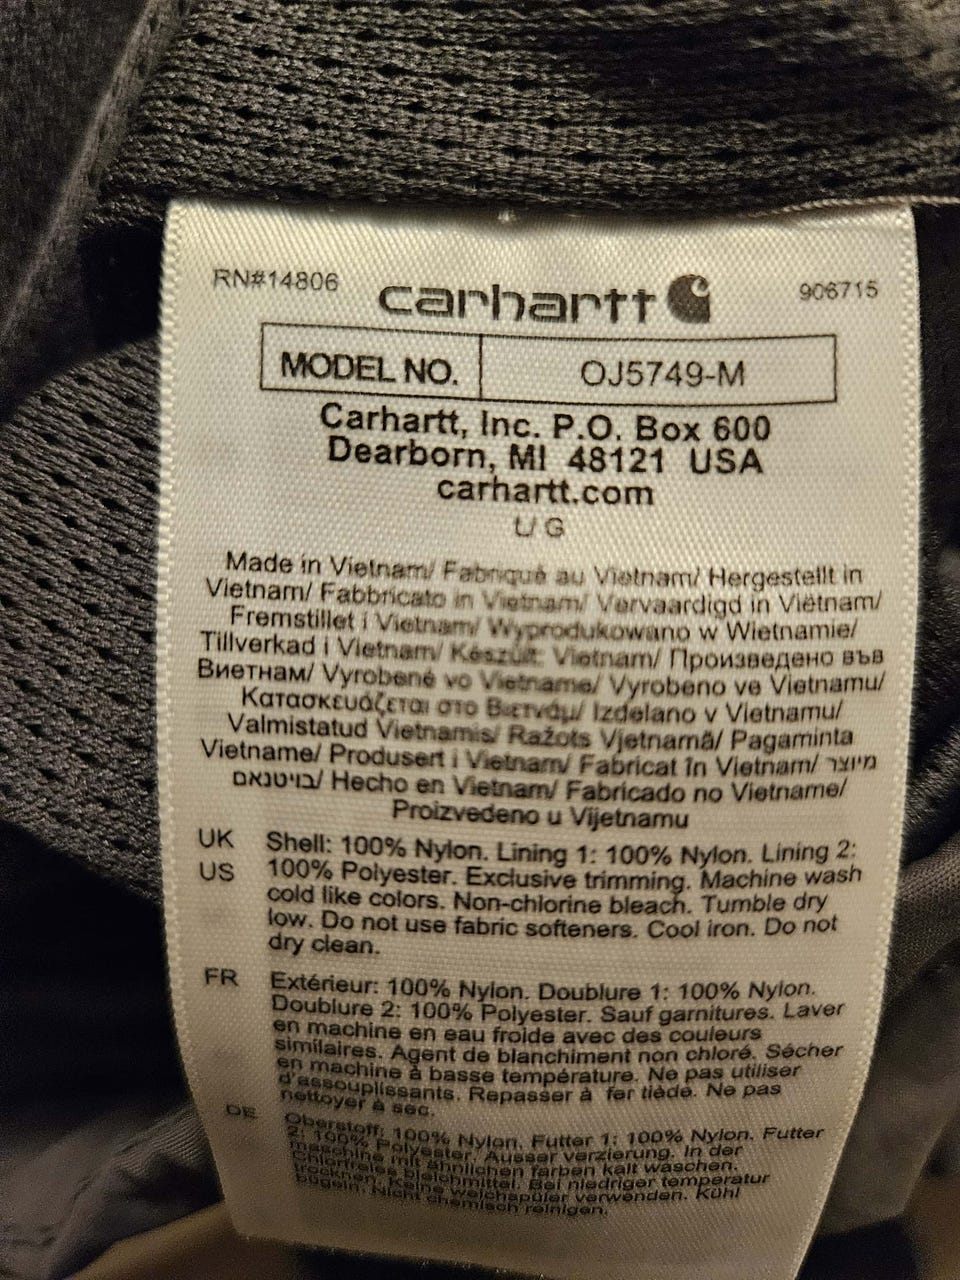 RN#14806
carhartt
906715
MODEL NO. OJ5749-M
Carhartt, Inc. P.O. Box 600
Dearborn, MI 48121 USA
carhartt.com
L/ G
Made in Vietnam/ Fabriqué au Vietnam/ Hergestellt in
Vietnam/ Fabbricato in Vietnam/ Vervaardigd in Viëtnam/
Fremstillet i Vietnam/ Wyprodukowano w Wietnamie/
Tillverkad i Vietnam/ Készült: Vietnam/ Произведено във
Виетнам/ Vyrobené vo Vietname/ Vyrobeno ve Vietnamu/
Κατασκευάζεται στο Βιετνάμ/ Izdelano v Vietnamu/
Valmistatud Vietnamis/ Ražots Vjetnamā/ Pagaminta
Vietname/ Produsert i Vietnam/ Fabricat în Vietnam/ מיוצר
בוייטנאם/ Hecho en Vietnam/ Fabricado no Vietname/
Proizvedeno u Vijetnamu
UK Shell: 100% Nylon. Lining 1: 100% Nylon. Lining 2:
US 100% Polyester. Exclusive trimming. Machine wash
cold like colors. Non-chlorine bleach. Tumble dry
low. Do not use fabric softeners. Cool iron. Do not
dry clean.
FR Extérieur: 100% Nylon. Doublure 1: 100% Nylon.
Doublure 2: 100% Polyester. Sauf garnitures. Laver
en machine en eau froide avec des couleurs
similaires. Agent de blanchiment non chloré. Sécher
en machine à basse température. Ne pas utiliser
d'assouplissants. Repasser à fer tiède. Ne pas
nettoyer à sec.
DE Oberstoff: 100% Nylon. Futter 1: 100% Nylon. Futter
2: 100% Polyester. Ausser verzierung. In der
maschine mit ähnlichen farben kalt waschen.
Chlorfreies bleichmittel. Bei niedriger temperatur
trocknen. Keine weichspüler verwenden. Kühl
bügeln. Nicht chemisch reinigen.